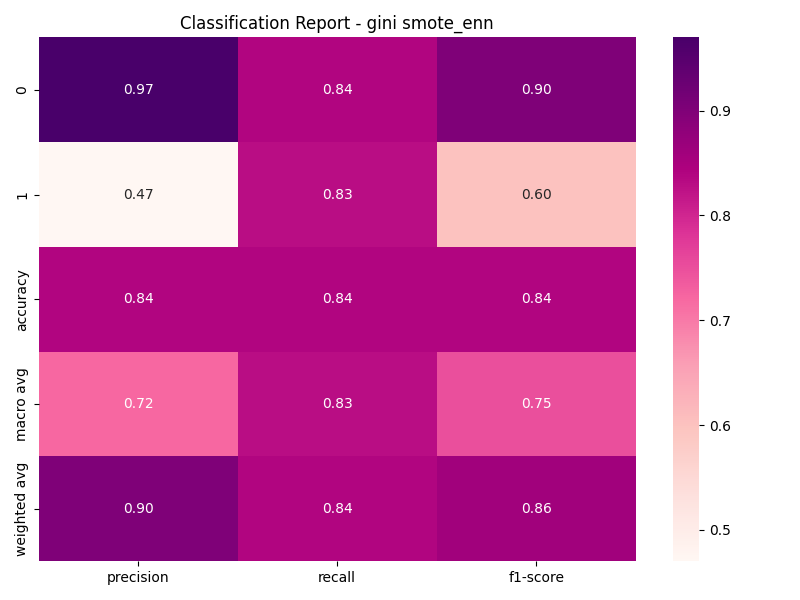 Classification Report - gini smote_enn
0 0.97 0.84 0.90
1 0.47 0.83 0.60
accuracy 0.84 0.84 0.84
macro avg 0.72 0.83 0.75
weighted avg 0.90 0.84 0.86
precision recall f1-score
0.9
0.8
0.7
0.6
0.5